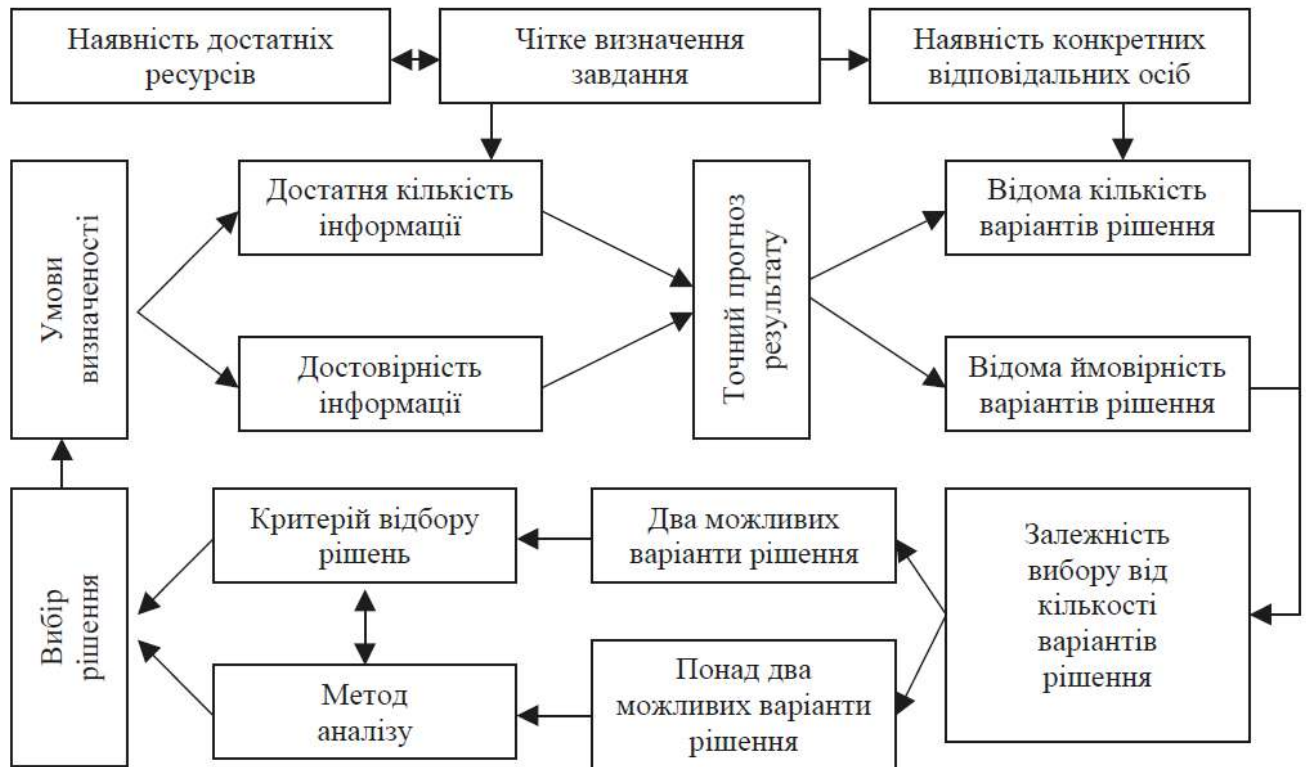 Наявність достатніх
ресурсів
Чітке визначення
завдання
Наявність конкретних
відповідальних осіб
Умови
визначеності
Достатня кількість
інформації
Достовірність
інформації
Точний прогноз
результату
Відома кількість
варіантів рішення
Відома ймовірність
варіантів рішення
Вибір
рішення
Критерій відбору
рішень
Метод
аналізу
Два можливих
варіанти рішення
Понад два
можливих варіанти
рішення
Залежність
вибору від
кількості
варіантів
рішення